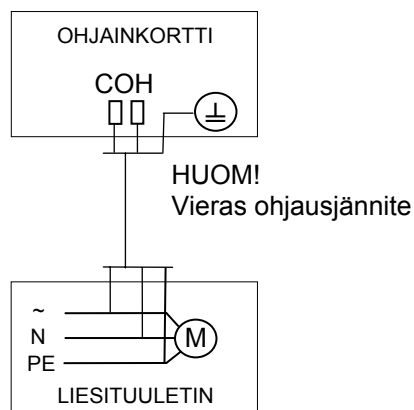 OHJAINKORTTI
COH
HUOM!
Vieras ohjausjännite
~
N
M
PE
LIESITUULETIN